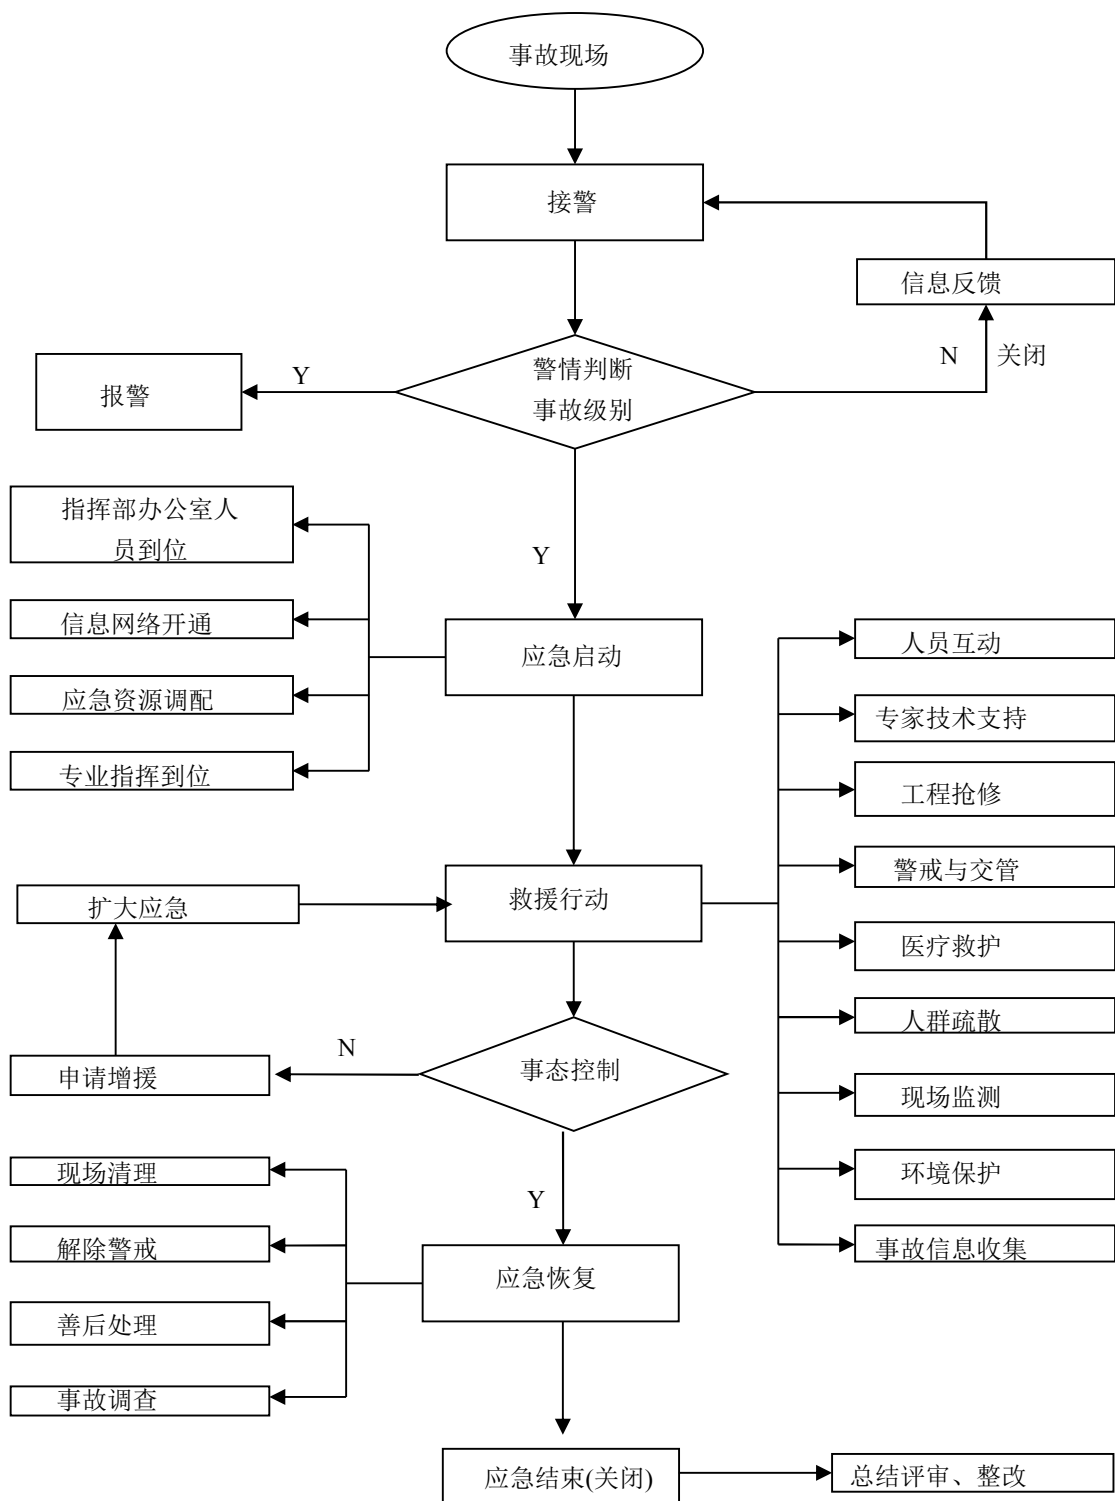 事故现场
接警
信息反馈
N
关闭
警情判断
事故级别
Y
报警
指挥部办公室人
员到位
Y
信息网络开通
应急启动
人员互动
应急资源调配
专家技术支持
专业指挥到位
工程抢修
警戒与交管
扩大应急
救援行动
医疗救护
人群疏散
N
申请增援
事态控制
现场监测
现场清理
环境保护
Y
解除警戒
事故信息收集
应急恢复
善后处理
事故调查
应急结束(关闭)
总结评审、整改